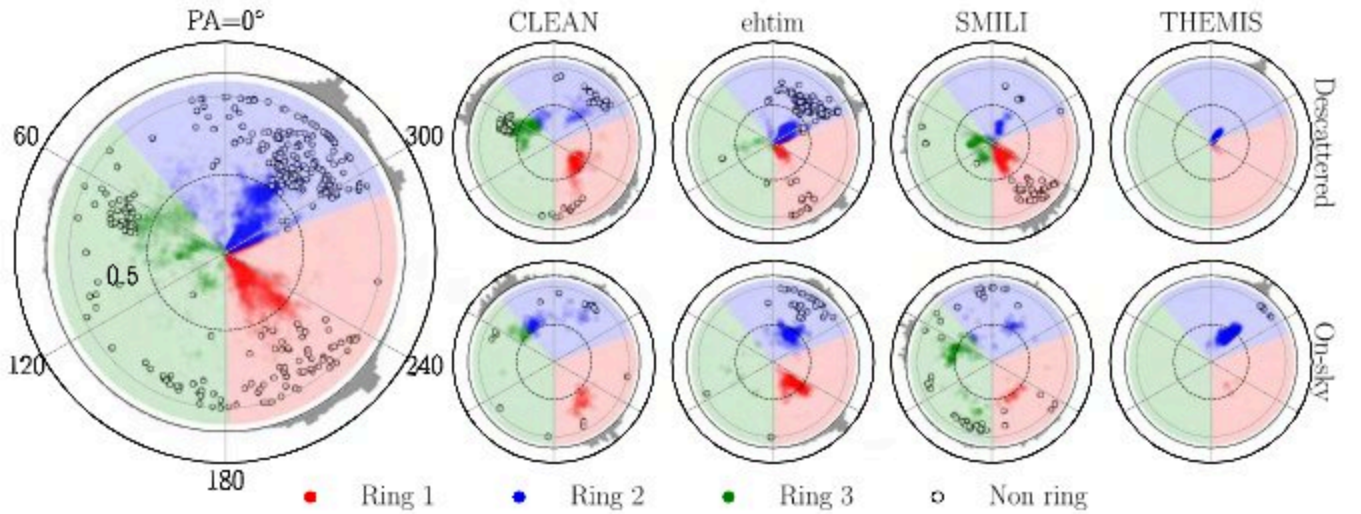 PA=0°
CLEAN
ehtim
SMILI
THEMIS
60
300
Descattered
0.5
120
240
On-sky
180
Ring 1
Ring 2
Ring 3
Non ring